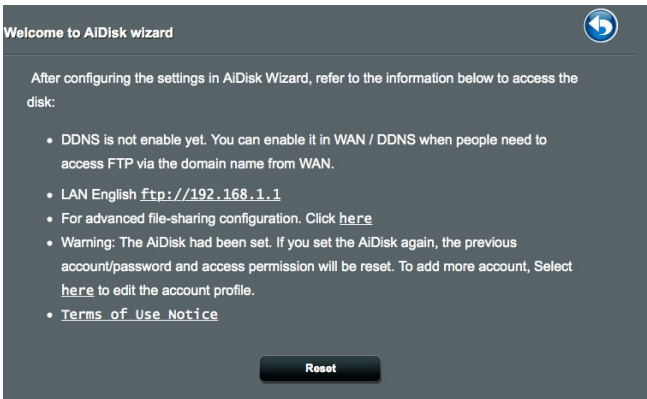 Welcome to AiDisk wizard
After configuring the settings in AiDisk Wizard, refer to the information below to access the
disk:
• DDNS is not enable yet. You can enable it in WAN / DDNS when people need to
access FTP via the domain name from WAN.
• LAN English ftp://192.168.1.1
• For advanced file-sharing configuration. Click here
• Warning: The AiDisk had been set. If you set the AiDisk again, the previous
account/password and access permission will be reset. To add more account, Select
here to edit the account profile.
• Terms of Use Notice
Reset